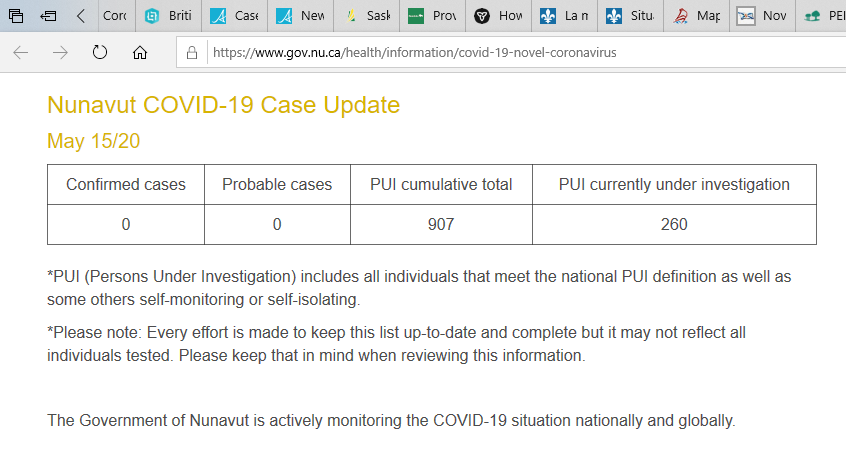 Corc Briti Case New Sask Prov How La n Situ Map Nov PEI
https://www.gov.nu.ca/health/information/covid-19-novel-coronavirus
Nunavut COVID-19 Case Update
May 15/20
Confirmed cases Probable cases PUI cumulative total PUI currently under investigation
0 0 907 260
*PUI (Persons Under Investigation) includes all individuals that meet the national PUI definition as well as
some others self-monitoring or self-isolating.
*Please note: Every effort is made to keep this list up-to-date and complete but it may not reflect all
individuals tested. Please keep that in mind when reviewing this information.
The Government of Nunavut is actively monitoring the COVID-19 situation nationally and globally.